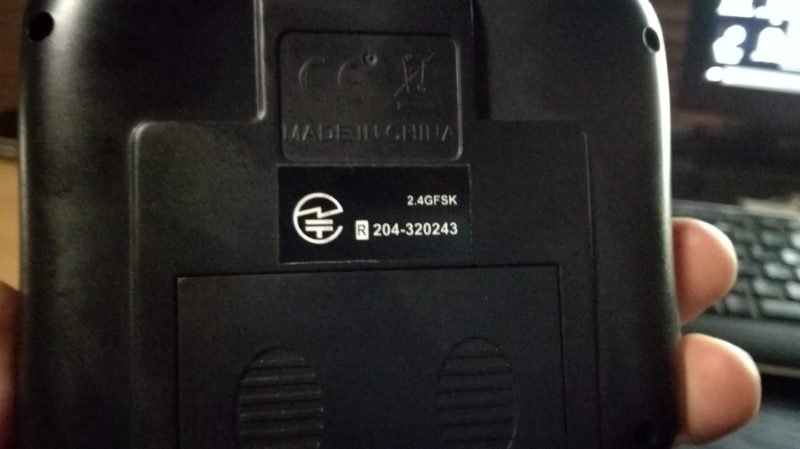 CE
MADE IN CHINA
2.4GFSK
R 204-320243